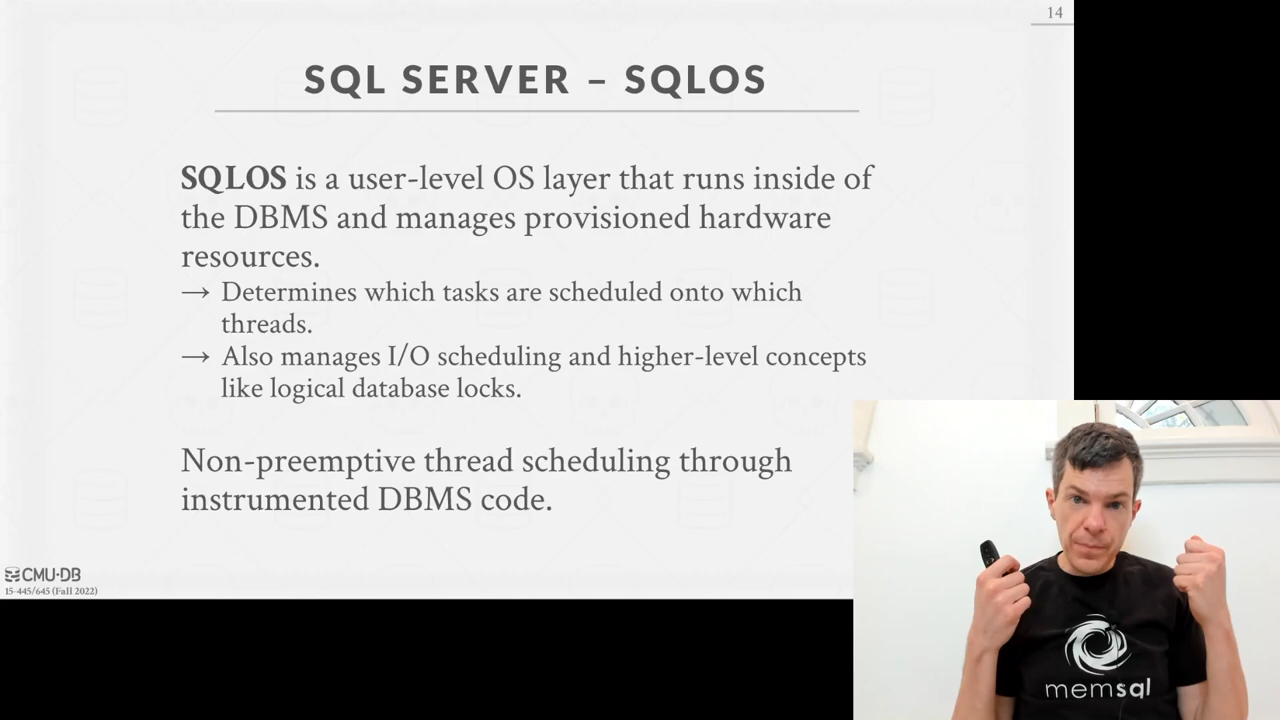 14
SQL SERVER – SQLOS
SQLOS is a user-level OS layer that runs inside of
the DBMS and manages provisioned hardware
resources.
→ Determines which tasks are scheduled onto which
threads.
→ Also manages I/O scheduling and higher-level concepts
like logical database locks.
Non-preemptive thread scheduling through
instrumented DBMS code.
CMU·DB
15-445/645 (Fall 2022)
memsql